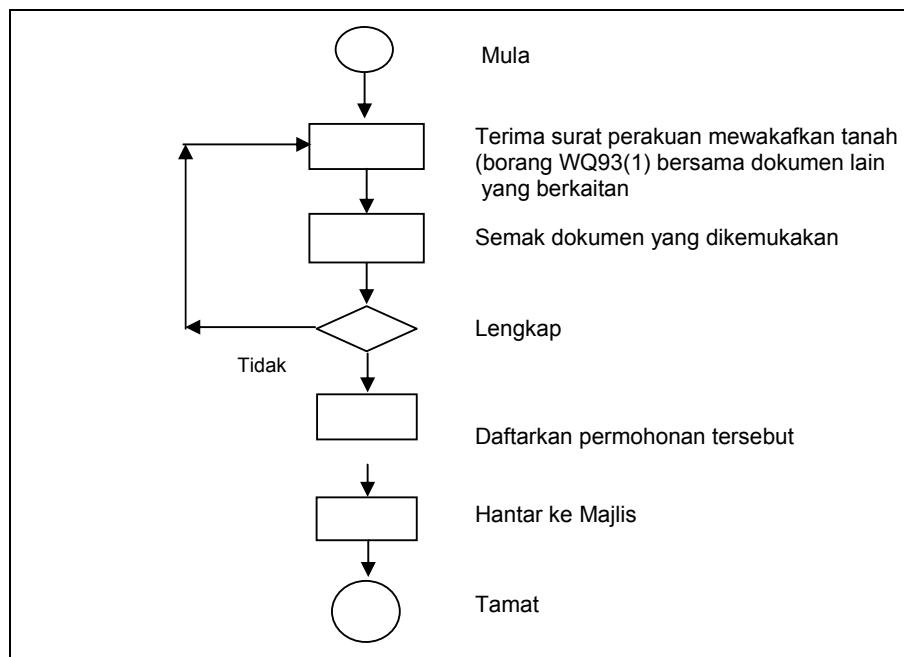 Mula
Terima surat perakuan mewakafkan tanah
(borang WQ93(1) bersama dokumen lain
yang berkaitan
Semak dokumen yang dikemukakan
Lengkap
Tidak
Daftarkan permohonan tersebut
Hantar ke Majlis
Tamat